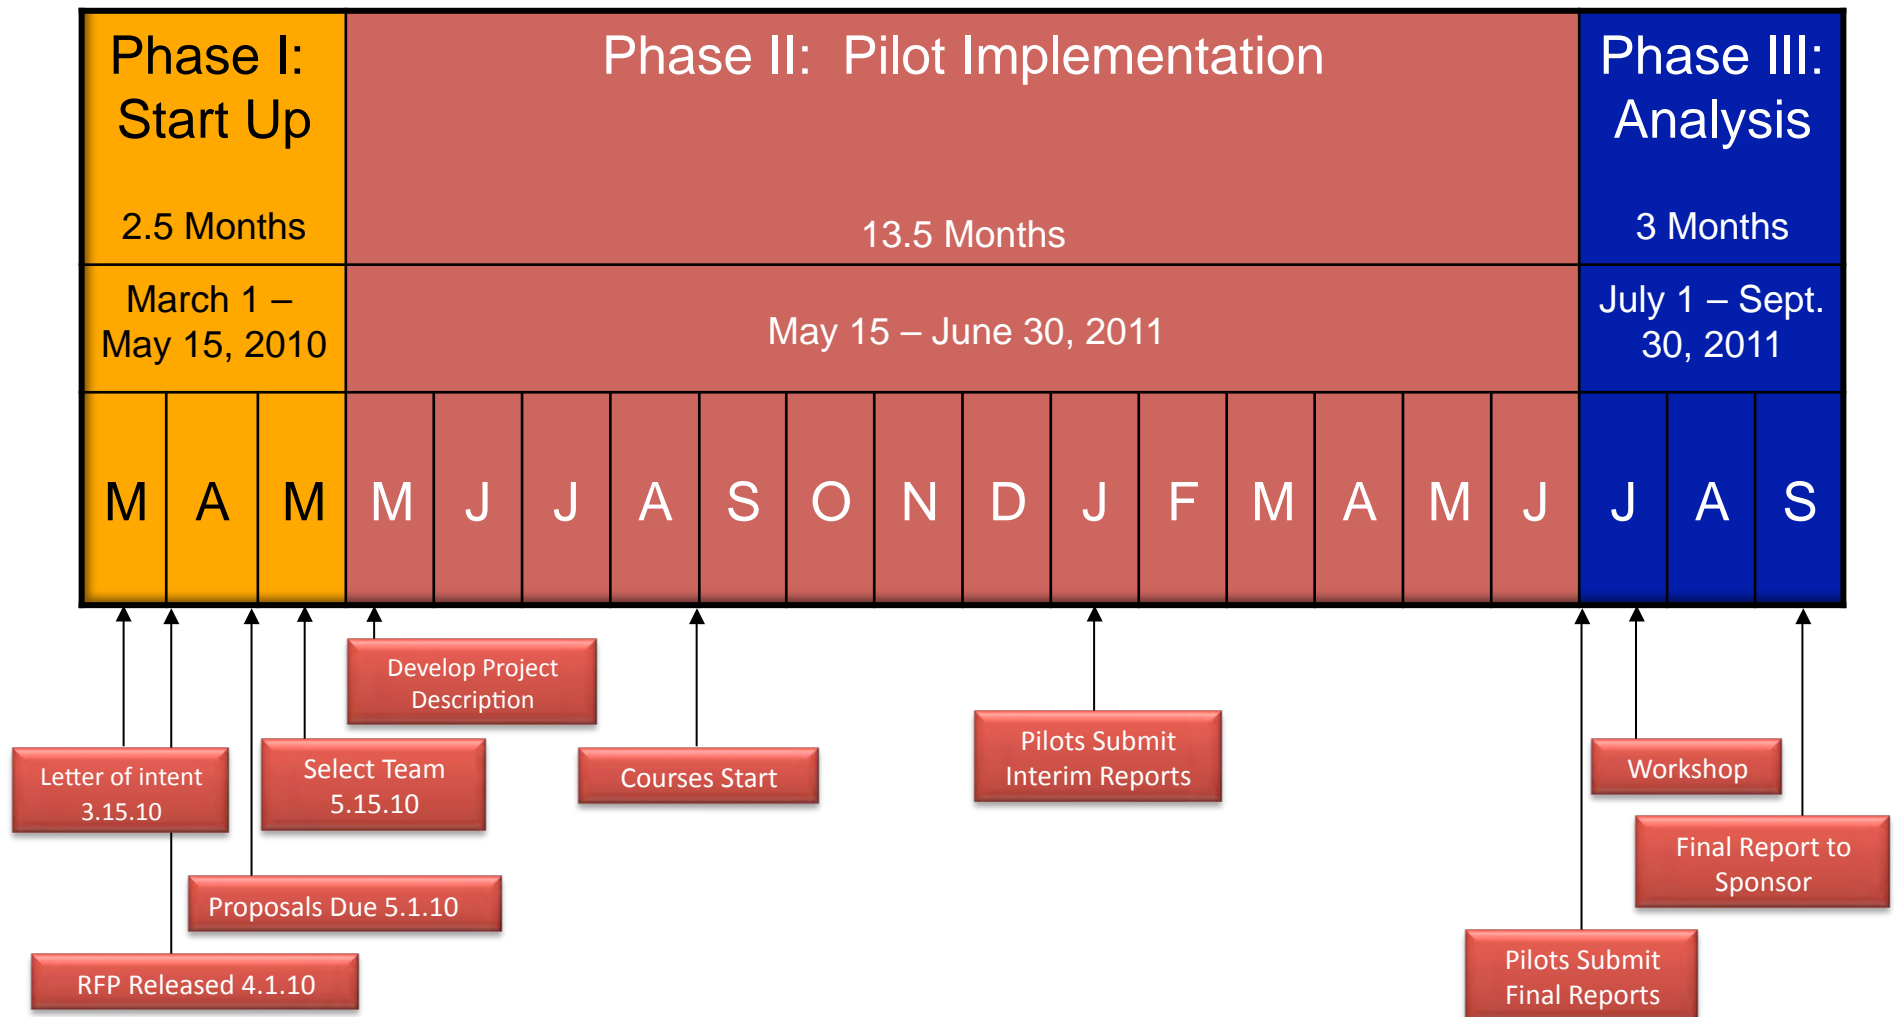 Phase I:
Start Up
2.5 Months
Phase II: Pilot Implementation
13.5 Months
Phase III:
Analysis
3 Months
March 1 –
May 15, 2010
May 15 – June 30, 2011
July 1 – Sept.
30, 2011
M A M M J J A S O N D J F M A M J J A S
Develop Project
Description
Letter of intent
3.15.10
Select Team
5.15.10
Courses Start
Pilots Submit
Interim Reports
Workshop
Proposals Due 5.1.10
Final Report to
Sponsor
RFP Released 4.1.10
Pilots Submit
Final Reports